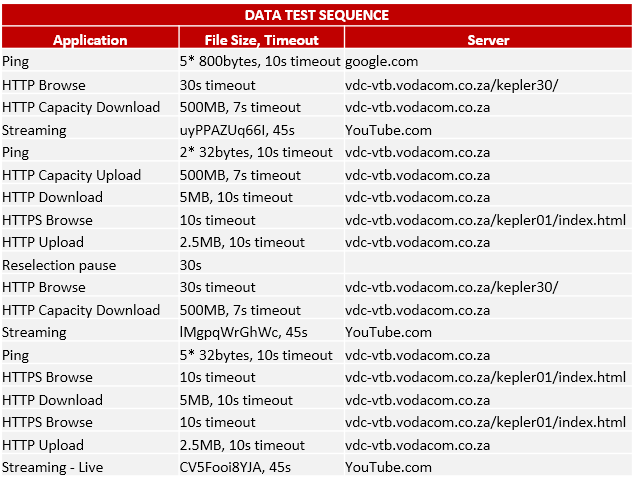 DATA TEST SEQUENCE
Application File Size, Timeout Server
Ping 5* 800bytes, 10s timeout google.com
HTTP Browse 30s timeout vdc-vtb.vodacom.co.za/kepler30/
HTTP Capacity Download 500MB, 7s timeout vdc-vtb.vodacom.co.za
Streaming uyPPAZUq66I, 45s YouTube.com
Ping 2* 32bytes, 10s timeout vdc-vtb.vodacom.co.za
HTTP Capacity Upload 500MB, 7s timeout vdc-vtb.vodacom.co.za
HTTP Download 5MB, 10s timeout vdc-vtb.vodacom.co.za
HTTPS Browse 10s timeout vdc-vtb.vodacom.co.za/kepler01/index.html
HTTP Upload 2.5MB, 10s timeout vdc-vtb.vodacom.co.za
Reselection pause 30s
HTTP Browse 30s timeout vdc-vtb.vodacom.co.za/kepler30/
HTTP Capacity Download 500MB, 7s timeout vdc-vtb.vodacom.co.za
Streaming lMgpqWrGhWc, 45s YouTube.com
Ping 5* 32bytes, 10s timeout vdc-vtb.vodacom.co.za
HTTPS Browse 10s timeout vdc-vtb.vodacom.co.za/kepler01/index.html
HTTP Download 5MB, 10s timeout vdc-vtb.vodacom.co.za
HTTPS Browse 10s timeout vdc-vtb.vodacom.co.za/kepler01/index.html
HTTP Upload 2.5MB, 10s timeout vdc-vtb.vodacom.co.za
Streaming - Live CV5Fooi8YJA, 45s YouTube.com